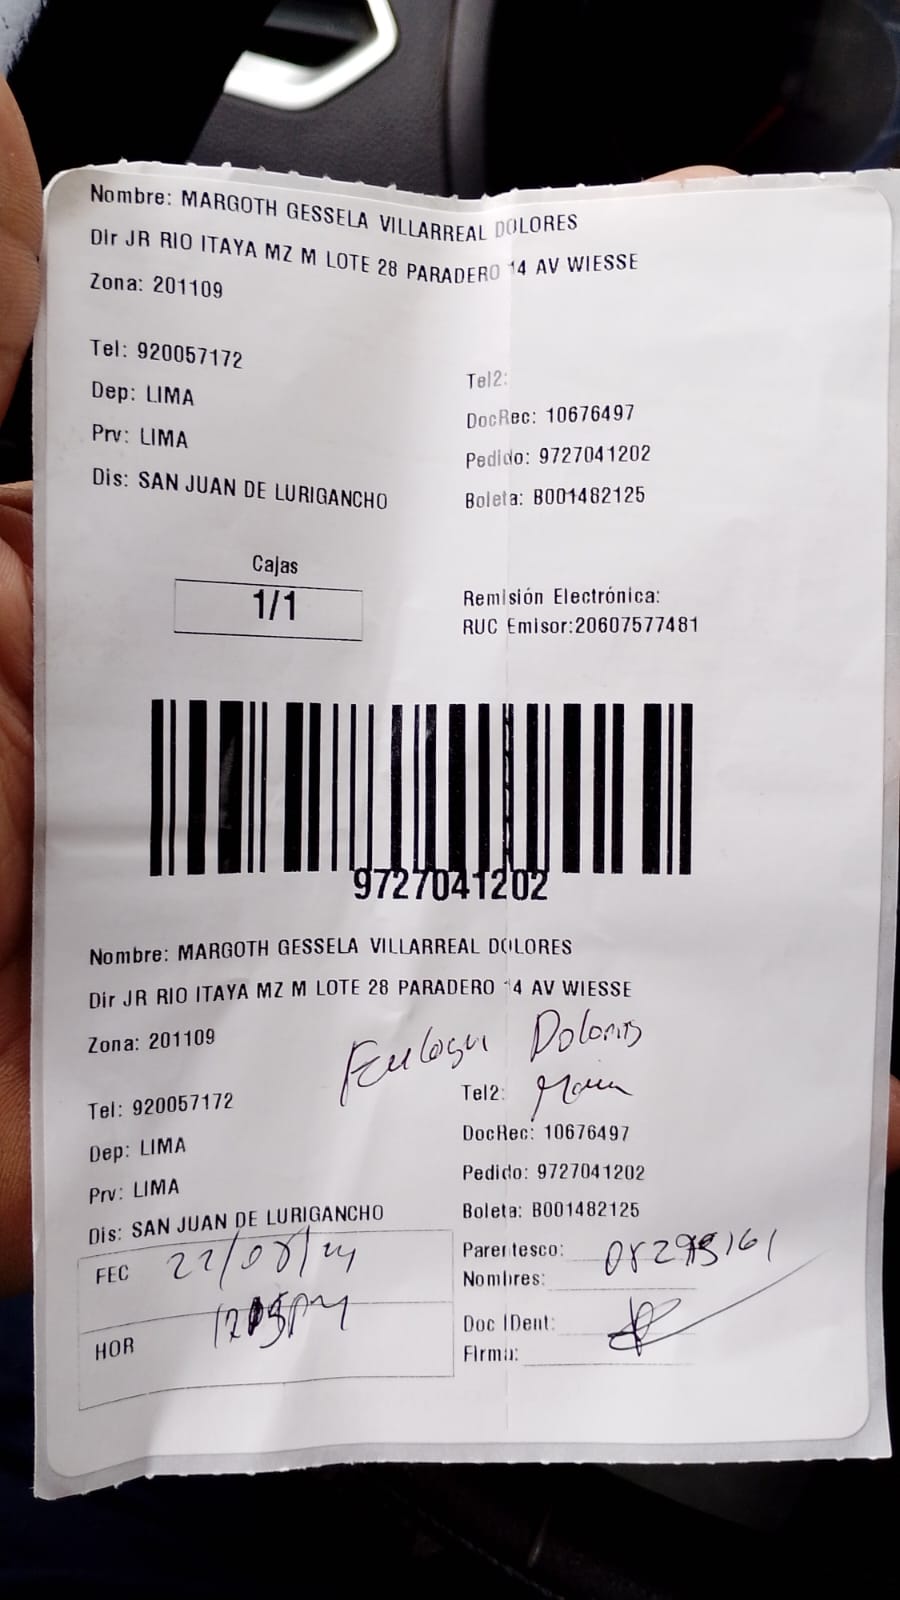 Nombre: MARGOTH GESSELA VILLARREAL DOLORES
Dir JR RIO ITAYA MZ M LOTE 28 PARADERO 14 AV WIESSE
Zona: 201109
Tel: 920057172
Tel2:
Dep: LIMA
DocRec: 10676497
Prv: LIMA
Pedido: 9727041202
Dis: SAN JUAN DE LURIGANCHO
Boleta: B001482125
Cajas
1/1
Remisión Electrónica:
RUC Emisor:20607577481
9727041202
Nombre: MARGOTH GESSELA VILLARREAL DOLORES
Dir JR RIO ITAYA MZ M LOTE 28 PARADERO 14 AV WIESSE
Zona: 201109
Dolores
Tel: 920057172
Tel2:
Dep: LIMA
DocRec: 10676497
Prv: LIMA
Pedido: 9727041202
Dis: SAN JUAN DE LURIGANCHO
Boleta: B001482125
FEC 22/08/24
Parentesco:
Nombres:
HOR
Doc IDent:
Firma: